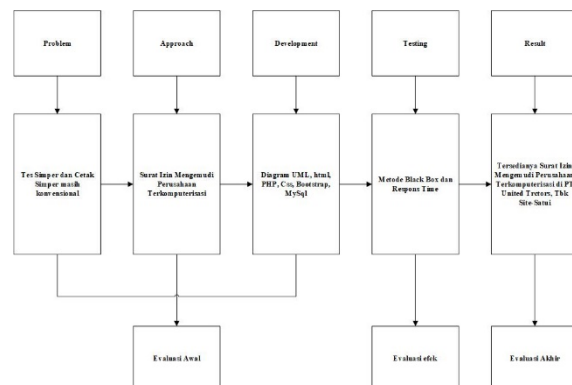 Problem
Approach
Development
Testing
Result
Tes Simper dan Cetak
Simper masih
konvensional
Surat Izin Mengemudi
Perusahaan
Terkomputerisasi
Diagram UML, html,
PHP, Css, Bootstrap,
MySql
Metode Black Box dan
Respons Time
Tersedianya Surat Izin
Mengemudi Perusahaan
Terkomputerisasi di PT
United Trctors, Tbk
Site-Satui
Evaluasi Awal
Evaluasi efek
Evaluasi Akhir